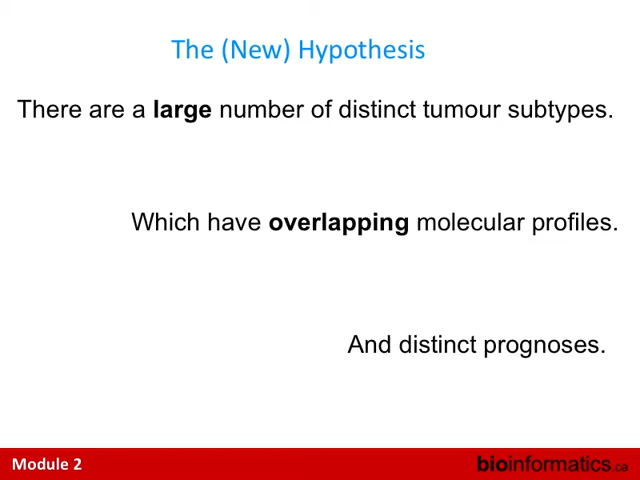 The (New) Hypothesis
There are a large number of distinct tumour subtypes.
Which have overlapping molecular profiles.
And distinct prognoses.
Module 2
bioinformatics.ca